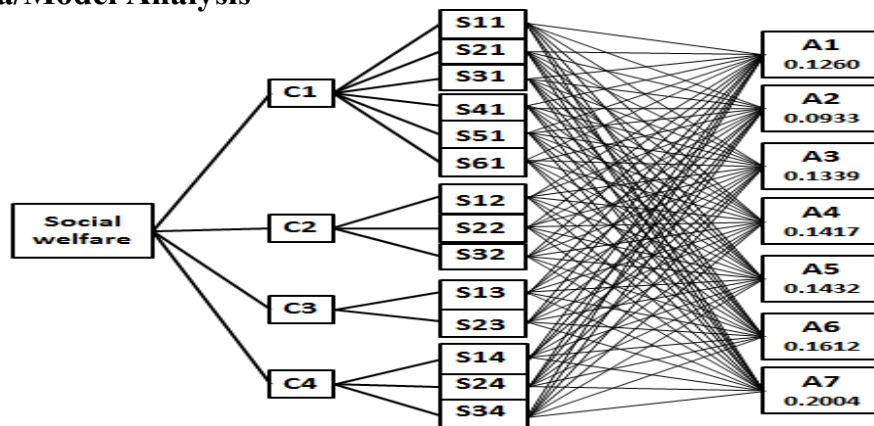 a/Model Analysis
Social
welfare
C1
C2
C3
C4
S11
S21
S31
S41
S51
S61
S12
S22
S32
S13
S23
S14
S24
S34
A1
0.1260
A2
0.0933
A3
0.1339
A4
0.1417
A5
0.1432
A6
0.1612
A7
0.2004